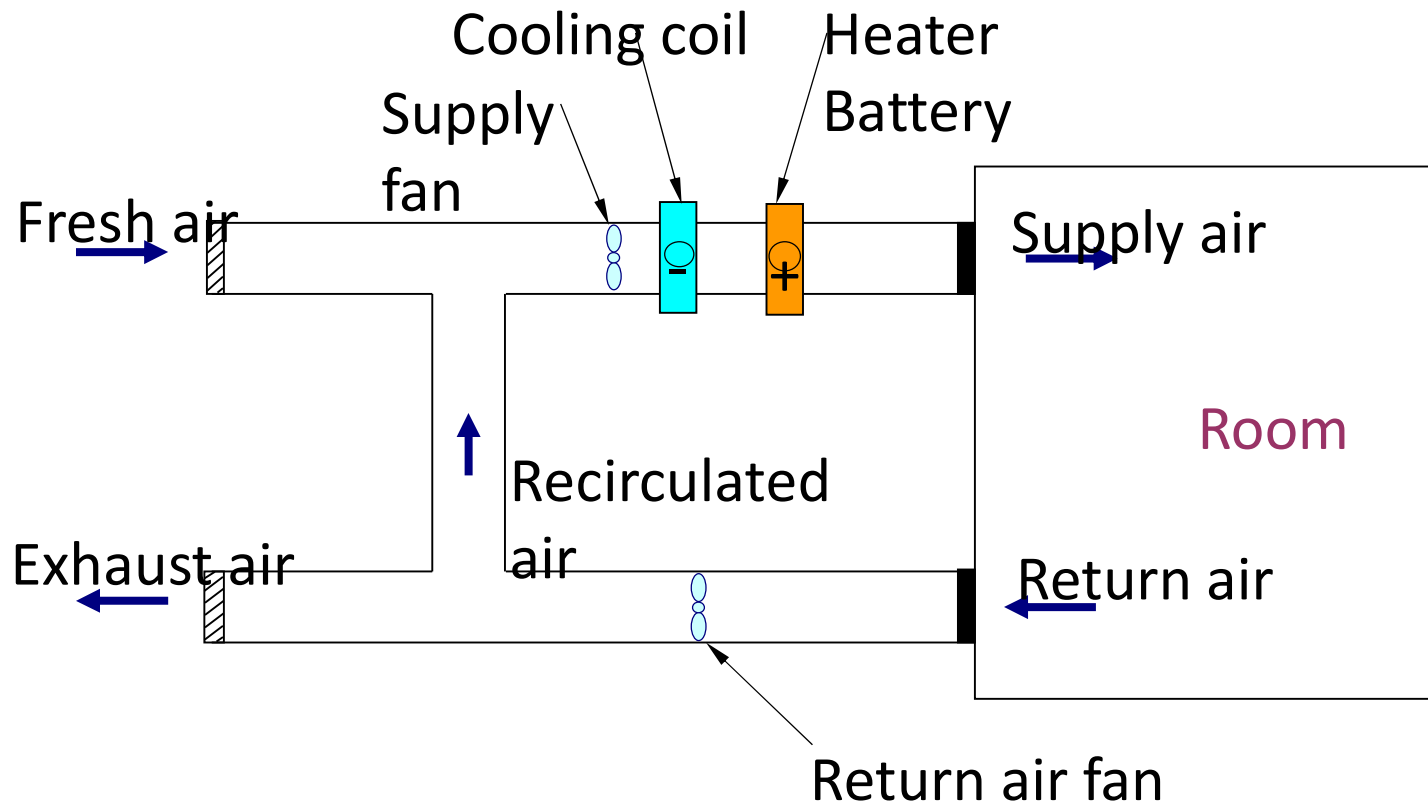 Cooling coil
Heater
Battery
Supply
fan
Fresh air
Supply air
-
+
Room
Recirculated
air
Exhaust air
Return air
Return air fan